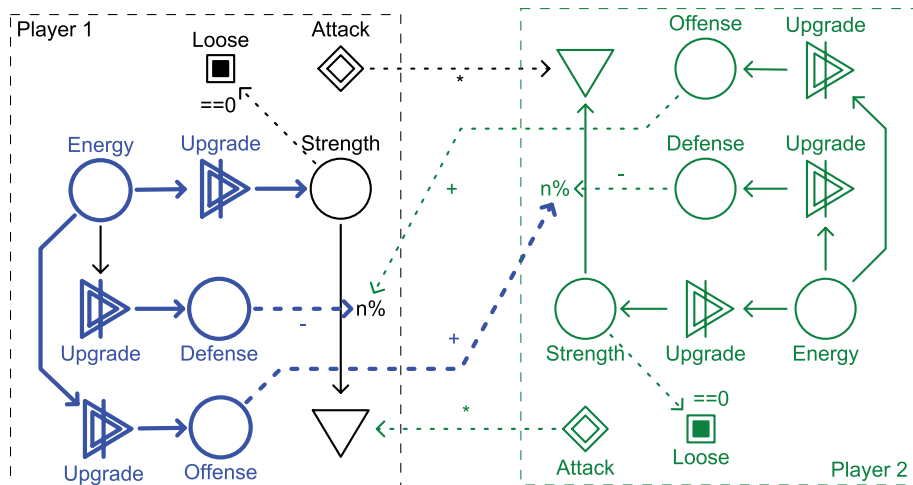 Player 1
Loose
Attack
Offense
Upgrade
*
==0
Energy
Upgrade
Strength
Defense
Upgrade
+
n%
-
-
n%
+
Upgrade
Defense
Strength
Upgrade
Energy
*
==0
Upgrade
Offense
Attack
Loose
Player 2